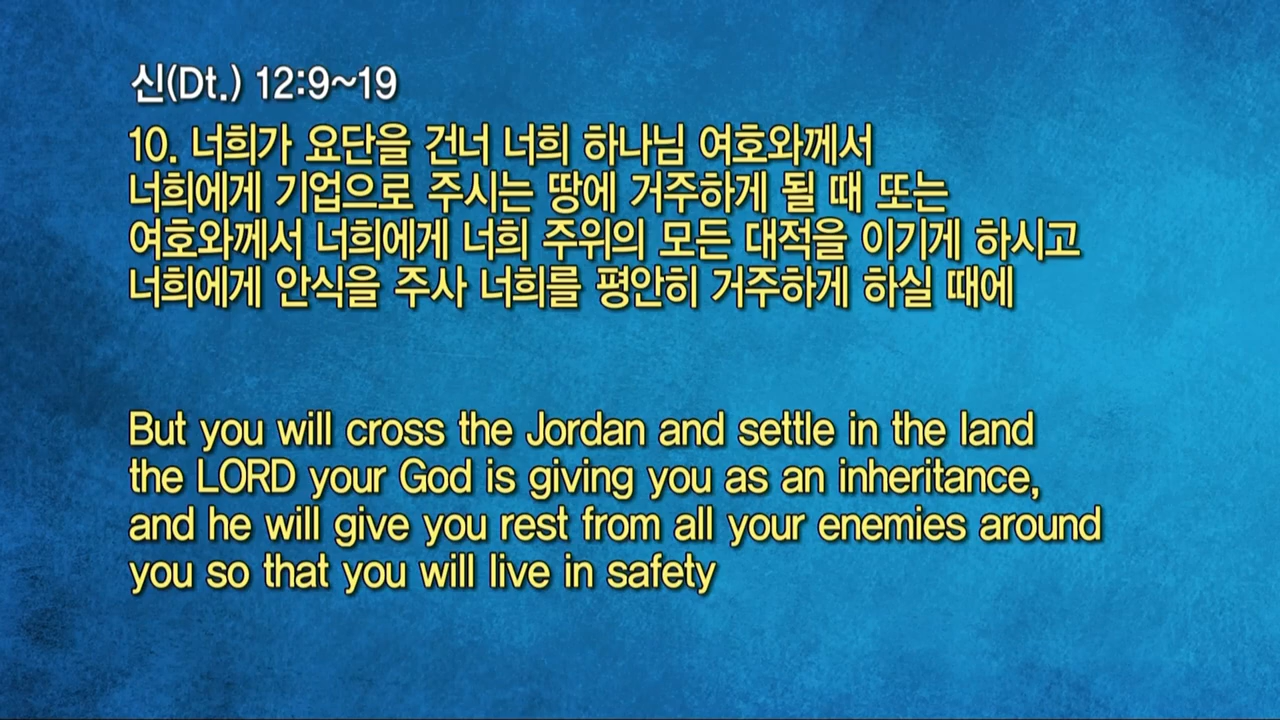 신(Dt.) 12:9~19
10. 너희가 요단을 건너 너희 하나님 여호와께서
너희에게 기업으로 주시는 땅에 거주하게 될 때 또는
여호와께서 너희에게 너희 주위의 모든 대적을 이기게 하시고
너희에게 안식을 주사 너희를 평안히 거주하게 하실 때에
But you will cross the Jordan and settle in the land
the LORD your God is giving you as an inheritance,
and he will give you rest from all your enemies around
you so that you will live in safety